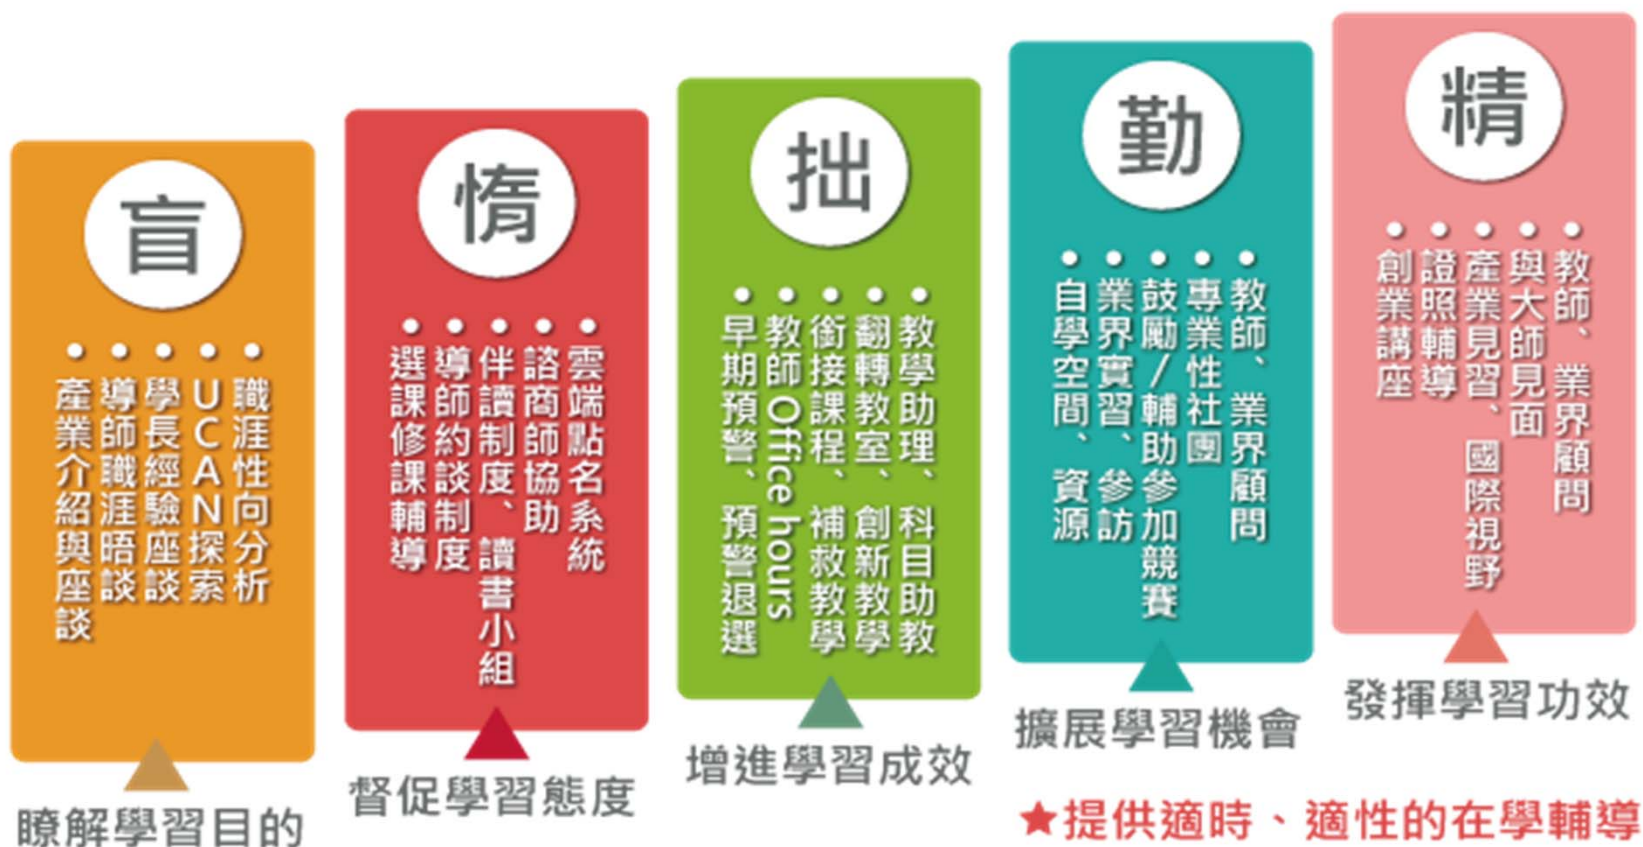 盲
職涯性向分析
UCAN探索
學長經驗座談
導師職涯晤談
產業介紹與座談
瞭解學習目的
惰
雲端點名系統
諮商師協助
伴讀制度、讀書小組
導師約談制度
選課修課輔導
督促學習態度
拙
教學助理、科目助教
翻轉教室、創新教學
銜接課程、補救教學
教師Office hours
早期預警、預警退選
增進學習成效
勤
教師、業界顧問
專業性社團
鼓勵/輔助參加競賽
業界實習、參訪
自學空間、資源
擴展學習機會
精
教師、業界顧問
與大師見面
產業見習、國際視野
證照輔導
創業講座
發揮學習功效
★提供適時、適性的在學輔導